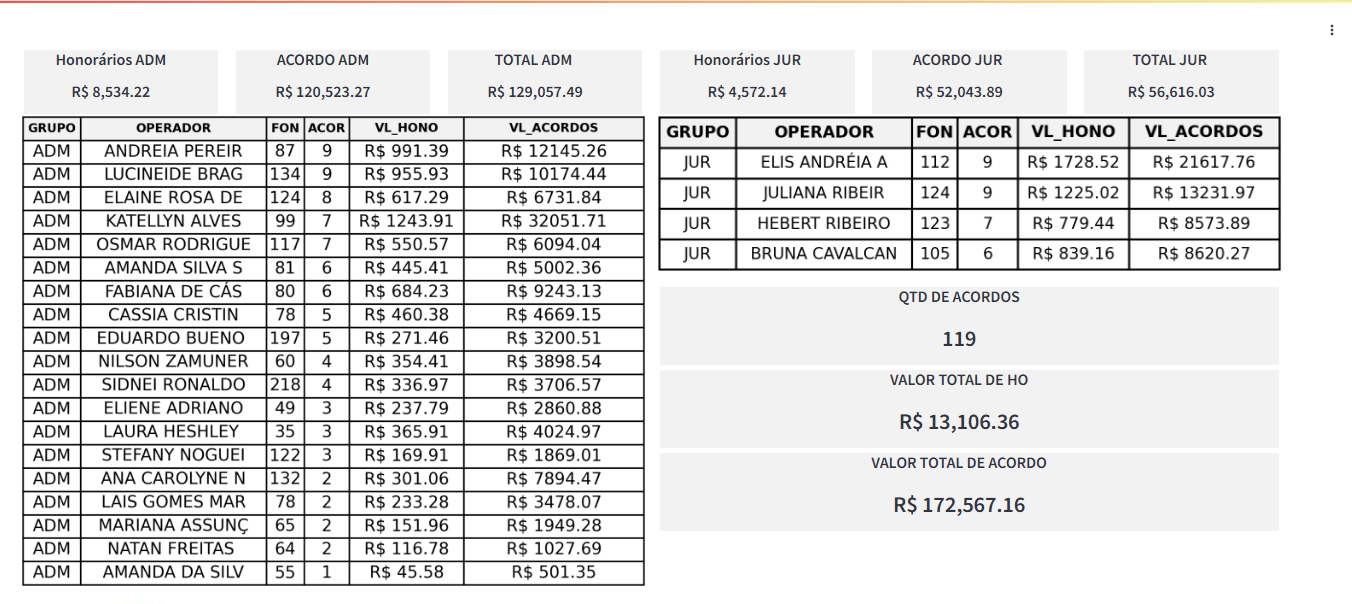 Honorários ADM
R$ 8,534.22
ACORDO ADM
R$ 120,523.27
TOTAL ADM
R$ 129,057.49
Honorários JUR
R$ 4,572.14
ACORDO JUR
R$ 52,043.89
TOTAL JUR
R$ 56,616.03
GRUPO OPERADOR FON ACOR VL_HONO VL_ACORDOS
ADM ANDREIA PEREIR 87 9 R$ 991.39 R$ 12145.26
ADM LUCINEIDE BRAG 134 9 R$ 955.93 R$ 10174.44
ADM ELAINE ROSA DE 124 8 R$ 617.29 R$ 6731.84
ADM KATELLYN ALVES 99 7 R$ 1243.91 R$ 32051.71
ADM OSMAR RODRIGUE 117 7 R$ 550.57 R$ 6094.04
ADM AMANDA SILVA S 81 6 R$ 445.41 R$ 5002.36
ADM FABIANA DE CÁS 80 6 R$ 684.23 R$ 9243.13
ADM CASSIA CRISTIN 78 5 R$ 460.38 R$ 4669.15
ADM EDUARDO BUENO 197 5 R$ 271.46 R$ 3200.51
ADM NILSON ZAMUNER 60 4 R$ 354.41 R$ 3898.54
ADM SIDNEI RONALDO 218 4 R$ 336.97 R$ 3706.57
ADM ELIENE ADRIANO 49 3 R$ 237.79 R$ 2860.88
ADM LAURA HESHLEY 35 3 R$ 365.91 R$ 4024.97
ADM STEFANY NOGUEI 122 3 R$ 169.91 R$ 1869.01
ADM ANA CAROLYNE N 132 2 R$ 301.06 R$ 7894.47
ADM LAIS GOMES MAR 78 2 R$ 233.28 R$ 3478.07
ADM MARIANA ASSUNÇ 65 2 R$ 151.96 R$ 1949.28
ADM NATAN FREITAS 64 2 R$ 116.78 R$ 1027.69
ADM AMANDA DA SILV 55 1 R$ 45.58 R$ 501.35
GRUPO OPERADOR FON ACOR VL_HONO VL_ACORDOS
JUR ELIS ANDRÉIA A 112 9 R$ 1728.52 R$ 21617.76
JUR JULIANA RIBEIR 124 9 R$ 1225.02 R$ 13231.97
JUR HEBERT RIBEIRO 123 7 R$ 779.44 R$ 8573.89
JUR BRUNA CAVALCAN 105 6 R$ 839.16 R$ 8620.27
QTD DE ACORDOS
119
VALOR TOTAL DE HO
R$ 13,106.36
VALOR TOTAL DE ACORDO
R$ 172,567.16